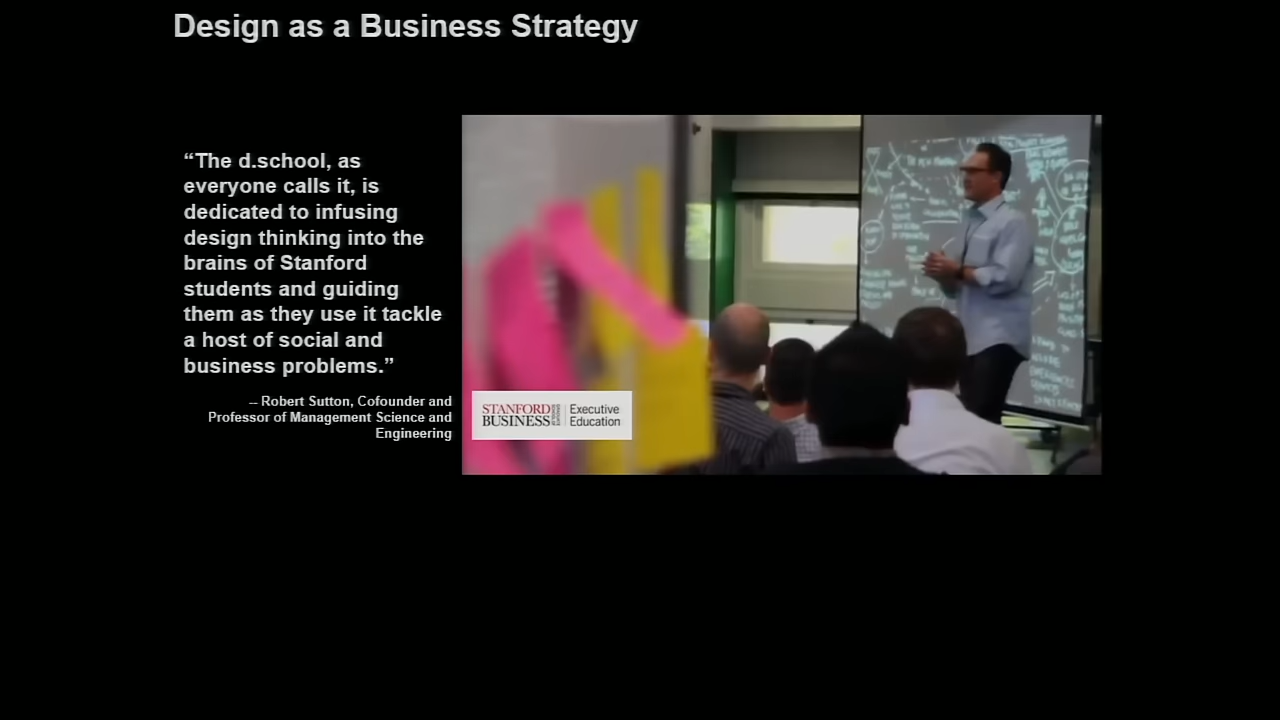 Design as a Business Strategy
“The d.school, as
everyone calls it, is
dedicated to infusing
design thinking into the
brains of Stanford
students and guiding
them as they use it tackle
a host of social and
business problems.”
-- Robert Sutton, Cofounder and
Professor of Management Science and
Engineering
STANFORD
BUSINESS
Executive
Education